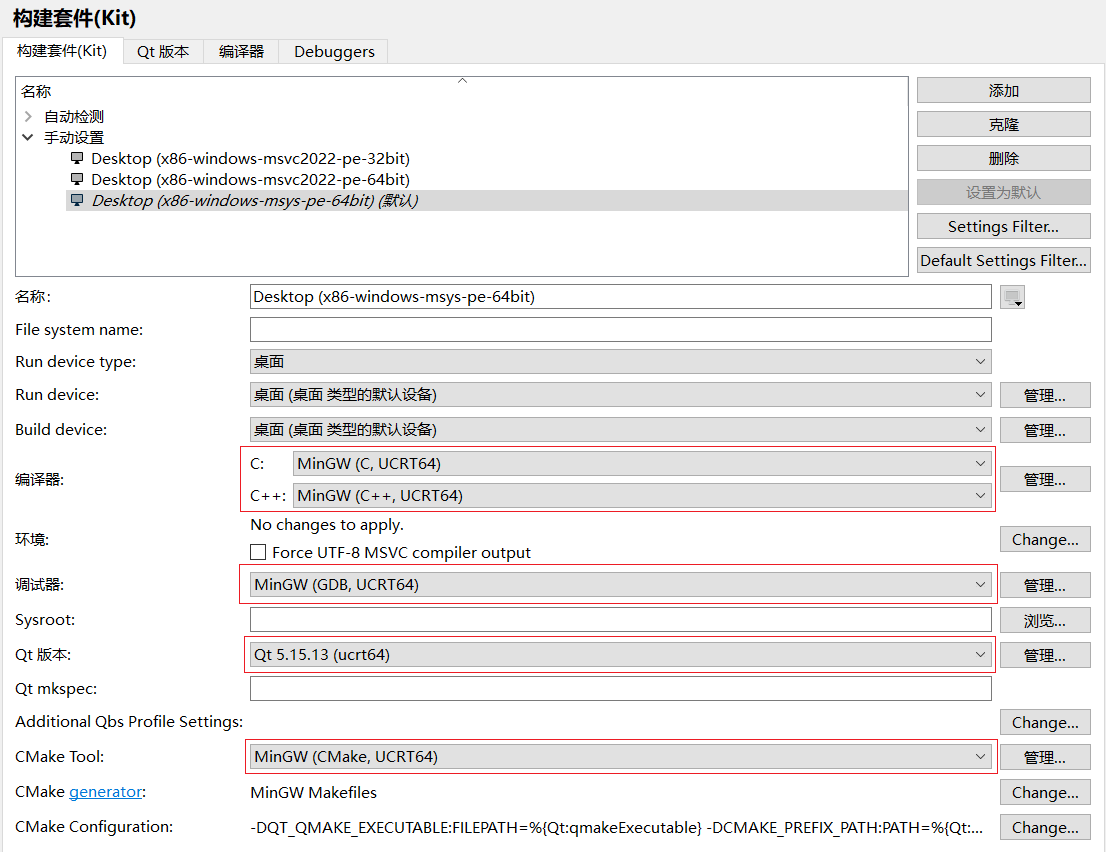 构建套件(Kit)
构建套件(Kit) Qt 版本 编译器 Debuggers
名称
自动检测
手动设置
Desktop (x86-windows-msvc2022-pe-32bit)
Desktop (x86-windows-msvc2022-pe-64bit)
Desktop (x86-windows-msys-pe-64bit) (默认)
添加
克隆
删除
设置为默认
Settings Filter...
Default Settings Filter...
名称: Desktop (x86-windows-msys-pe-64bit)
File system name:
Run device type: 桌面
Run device: 桌面 (桌面 类型的默认设备) 管理...
Build device: 桌面 (桌面 类型的默认设备) 管理...
编译器: C: MinGW (C, UCRT64)
C++: MinGW (C++, UCRT64) 管理...
环境: No changes to apply. Change...
Force UTF-8 MSVC compiler output
调试器: MinGW (GDB, UCRT64) 管理...
Sysroot: 浏览...
Qt 版本: Qt 5.15.13 (ucrt64) 管理...
Qt mkspec:
Additional Qbs Profile Settings: Change...
CMake Tool: MinGW (CMake, UCRT64) 管理...
CMake generator: MinGW Makefiles Change...
CMake Configuration: -DQT_QMAKE_EXECUTABLE:FILEPATH=%{Qt:qmakeExecutable} -DCMAKE_PREFIX_PATH:PATH=%{Qt:... Change...